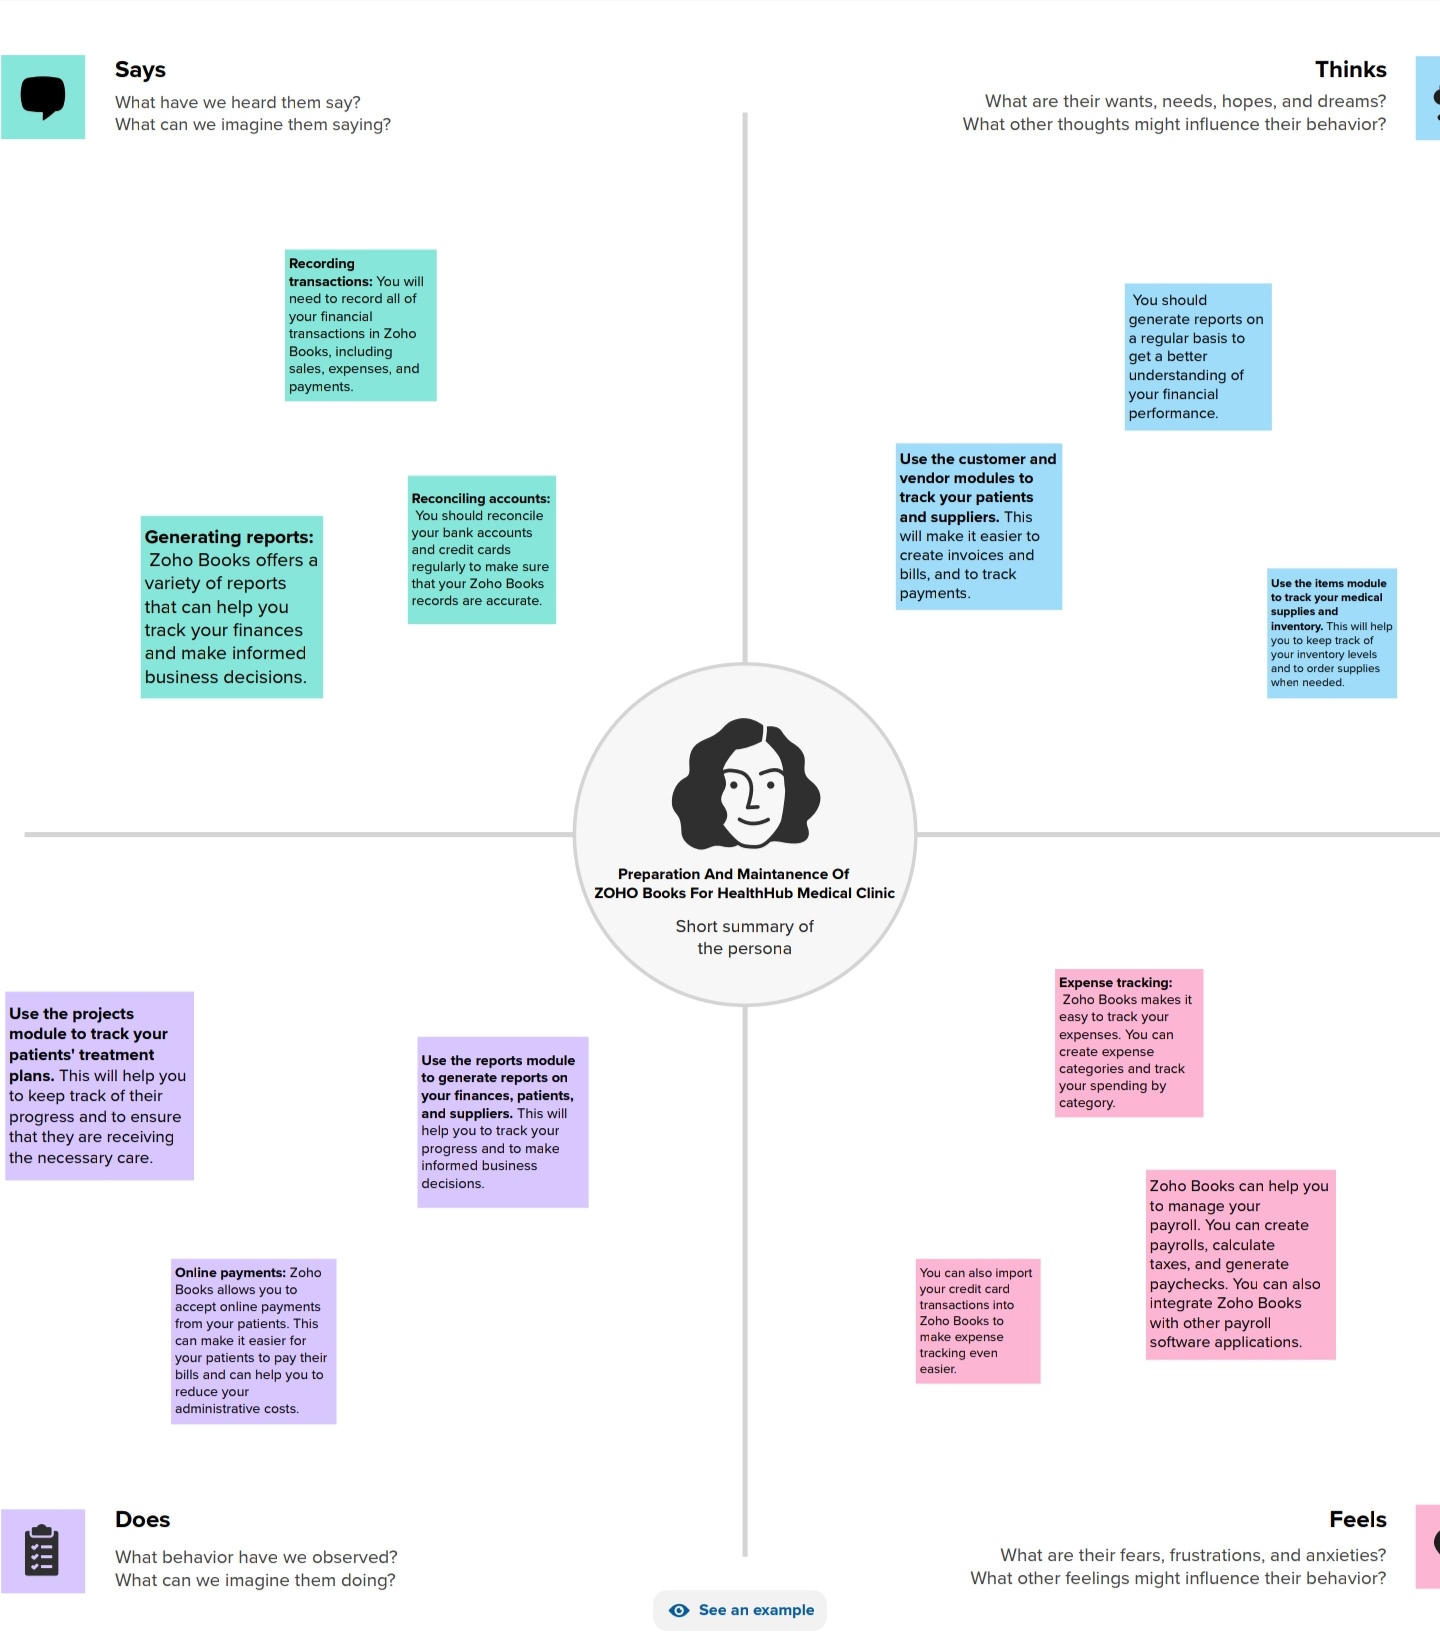 Says
What have we heard them say?
What can we imagine them saying?
Thinks
What are their wants, needs, hopes, and dreams?
What other thoughts might influence their behavior?
Recording
transactions: You will
need to record all of
your financial
transactions in Zoho
Books, including
sales, expenses, and
payments.
Generating reports:
Zoho Books offers a
variety of reports
that can help you
track your finances
and make informed
business decisions.
Reconciling accounts:
You should reconcile
your bank accounts
and credit cards
regularly to make sure
that your Zoho Books
records are accurate.
You should
generate reports on
a regular basis to
get a better
understanding of
your financial
performance.
Use the customer and
vendor modules to
track your patients
and suppliers. This
will make it easier to
create invoices and
bills, and to track
payments.
Use the items module
to track your medical
supplies and
inventory. This will help
you to keep track of
your inventory levels
and to order supplies
when needed.
Preparation And Maintanence Of
ZOHO Books For HealthHub Medical Clinic
Short summary of
the persona
Use the projects
module to track your
patients' treatment
plans. This will help you
to keep track of their
progress and to ensure
that they are receiving
the necessary care.
Use the reports module
to generate reports on
your finances, patients,
and suppliers. This will
help you to track your
progress and to make
informed business
decisions.
Online payments: Zoho
Books allows you to
accept online payments
from your patients. This
can make it easier for
your patients to pay their
bills and can help you to
reduce your
administrative costs.
Expense tracking:
Zoho Books makes it
easy to track your
expenses. You can
create expense
categories and track
your spending by
category.
Zoho Books can help you
to manage your
payroll. You can create
payrolls, calculate
taxes, and generate
paychecks. You can also
integrate Zoho Books
with other payroll
software applications.
You can also import
your credit card
transactions into
Zoho Books to
make expense
tracking even
easier.
Does
What behavior have we observed?
What can we imagine them doing?
Feels
What are their fears, frustrations, and anxieties?
What other feelings might influence their behavior?
See an example